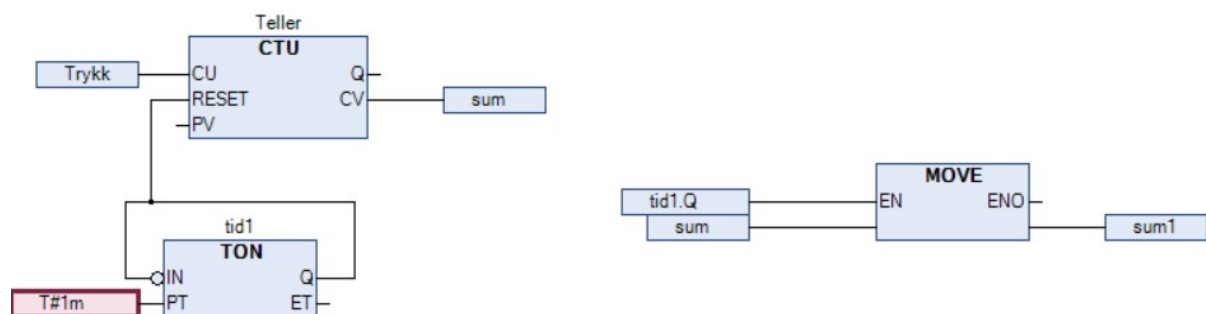 Teller
CTU
Trykk
CU
Q
RESET
CV
sum
PV
tid1
TON
IN
Q
T#1m
PT
ET
MOVE
tid1.Q
EN
ENO
sum
sum1